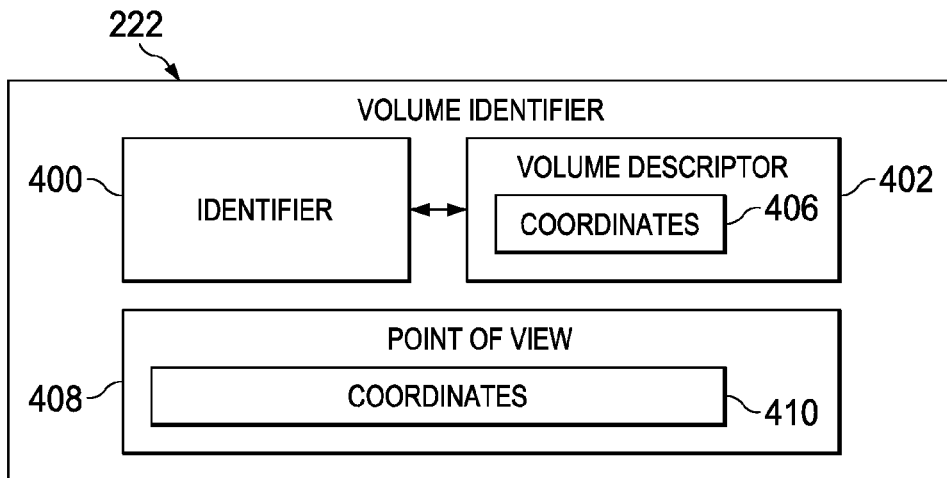 222
VOLUME IDENTIFIER
400
IDENTIFIER
VOLUME DESCRIPTOR
402
COORDINATES
406
POINT OF VIEW
408
COORDINATES
410